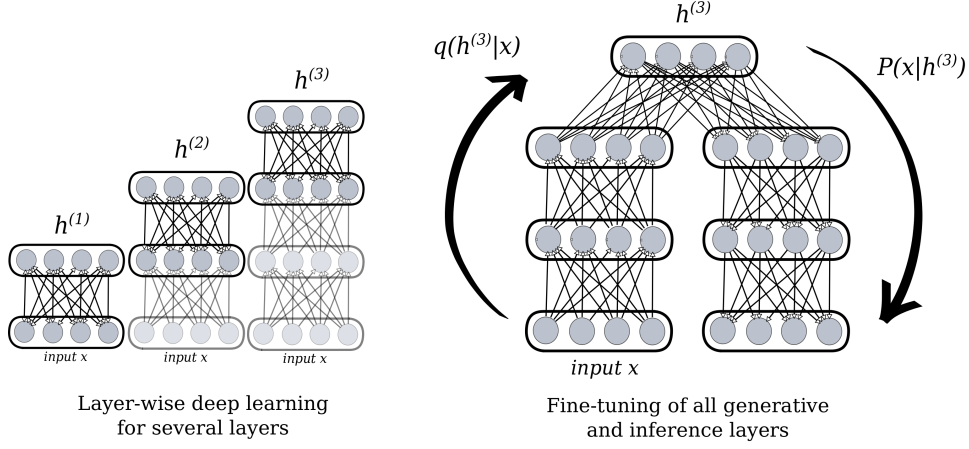 h(1)
input x
h(2)
input x
h(3)
input x
Layer-wise deep learning
for several layers
h(3)
q(h(3)|x)
P(x|h(3))
input x
Fine-tuning of all generative
and inference layers